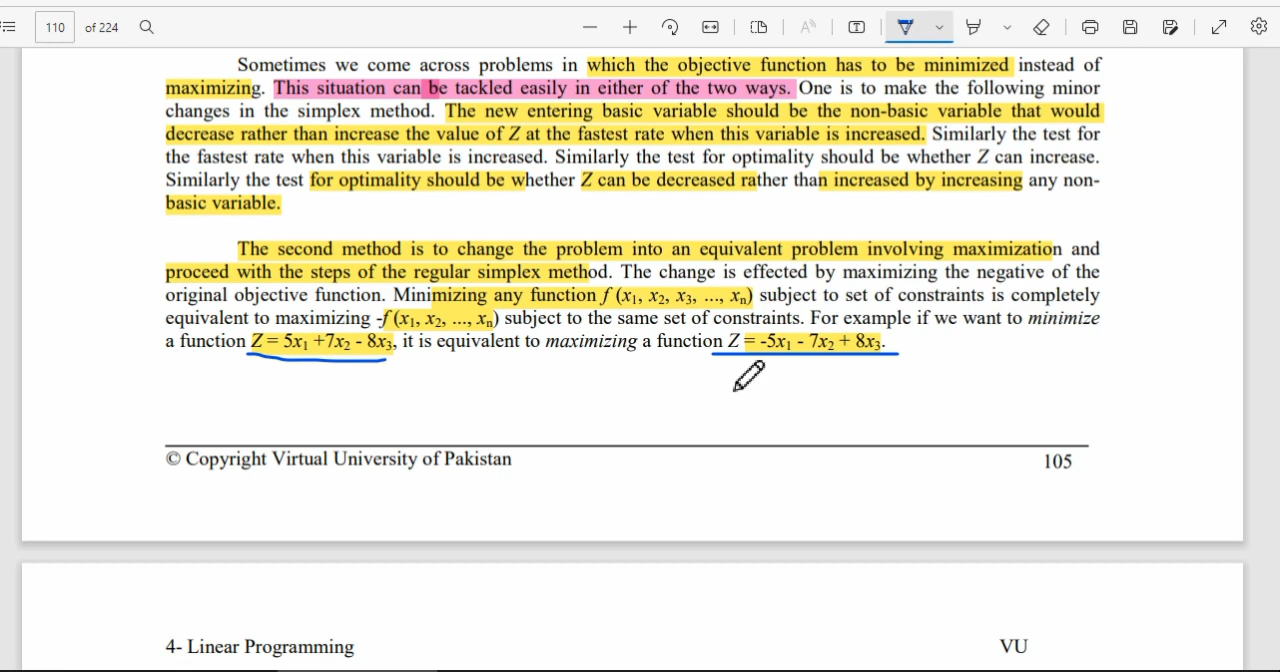 110 of 224
Sometimes we come across problems in which the objective function has to be minimized instead of
maximizing. This situation can be tackled easily in either of the two ways. One is to make the following minor
changes in the simplex method. The new entering basic variable should be the non-basic variable that would
decrease rather than increase the value of Z at the fastest rate when this variable is increased. Similarly the test for
the fastest rate when this variable is increased. Similarly the test for optimality should be whether Z can increase.
Similarly the test for optimality should be whether Z can be decreased rather than increased by increasing any non-
basic variable.
The second method is to change the problem into an equivalent problem involving maximization and
proceed with the steps of the regular simplex method. The change is effected by maximizing the negative of the
original objective function. Minimizing any function f (x₁, x₂, x₃, ..., xₙ) subject to set of constraints is completely
equivalent to maximizing -f (x₁, x₂, ..., xₙ) subject to the same set of constraints. For example if we want to minimize
a function Z = 5x₁ +7x₂ - 8x₃, it is equivalent to maximizing a function Z = -5x₁ - 7x₂ + 8x₃.
© Copyright Virtual University of Pakistan 105
4- Linear Programming VU